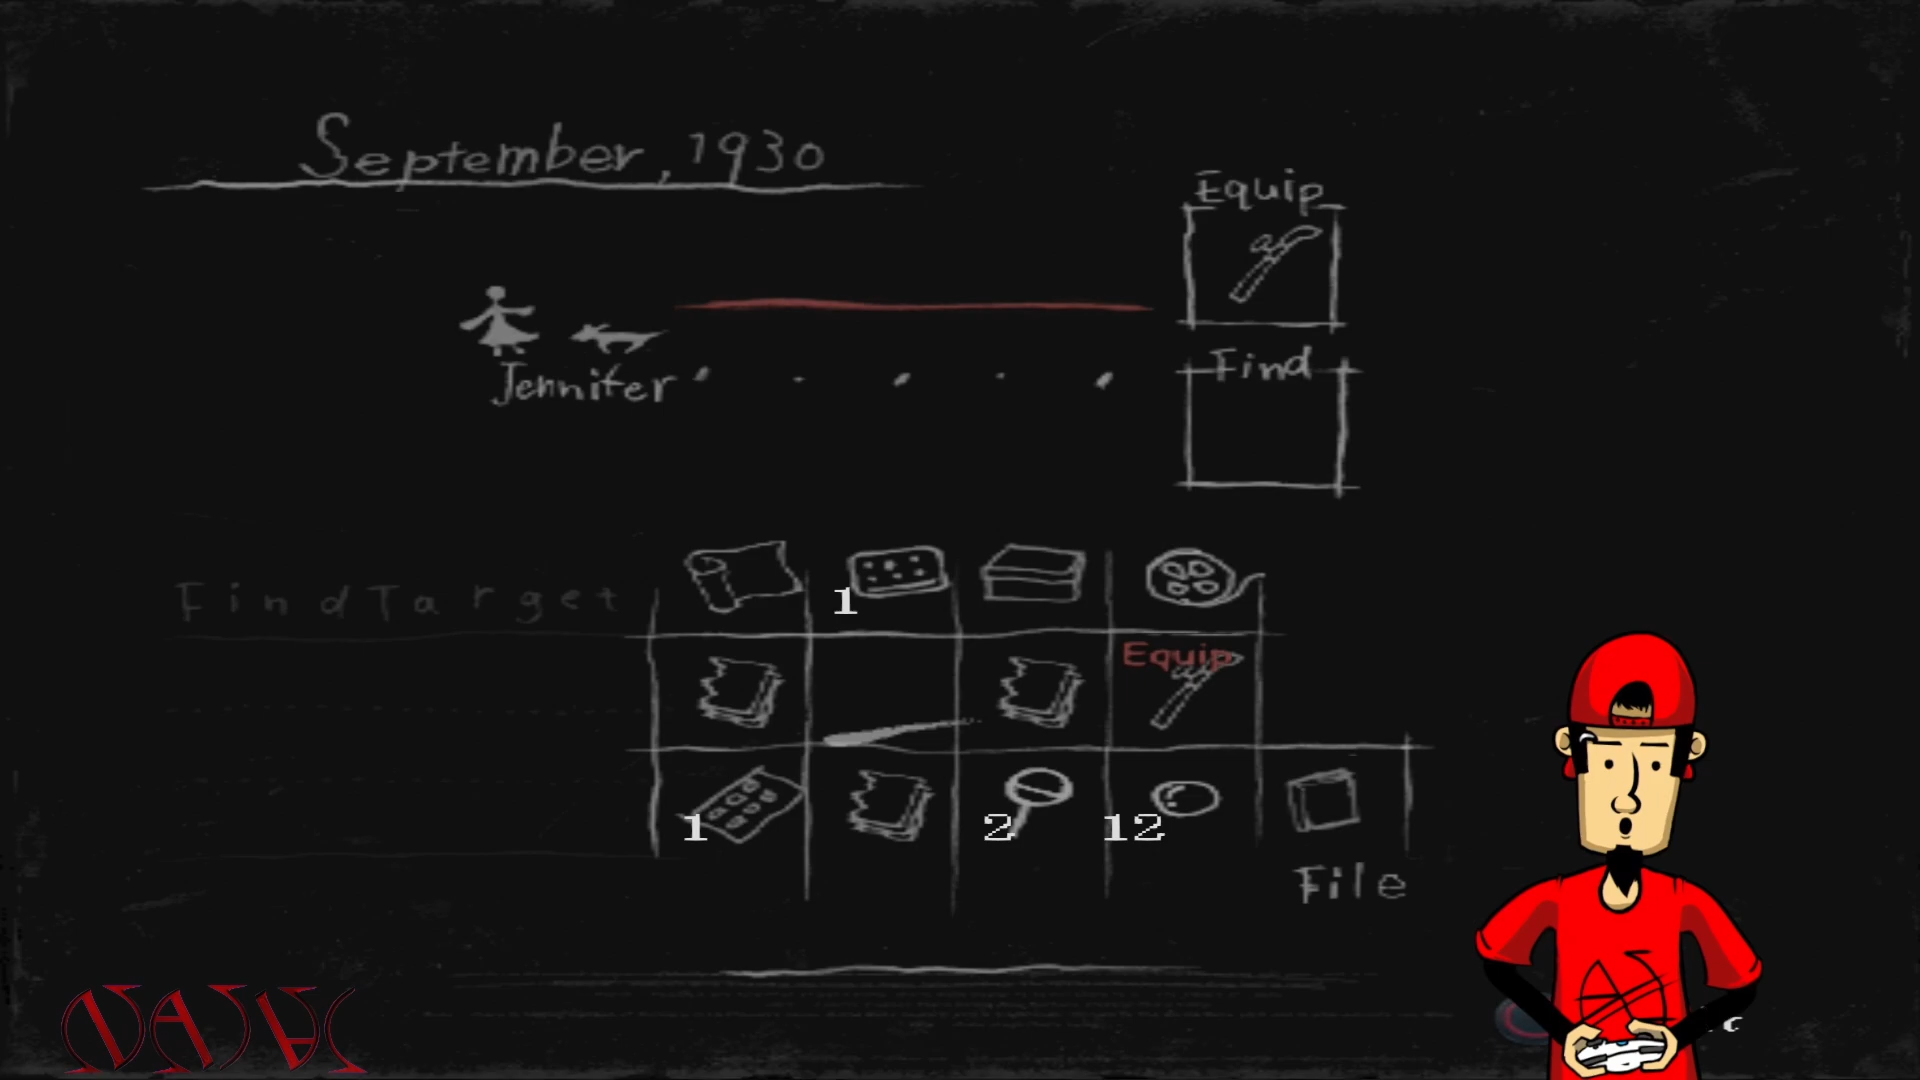 September, 1930
Equip
Jennifer
Find
FindTarget
1
Equip
1
2
12
File